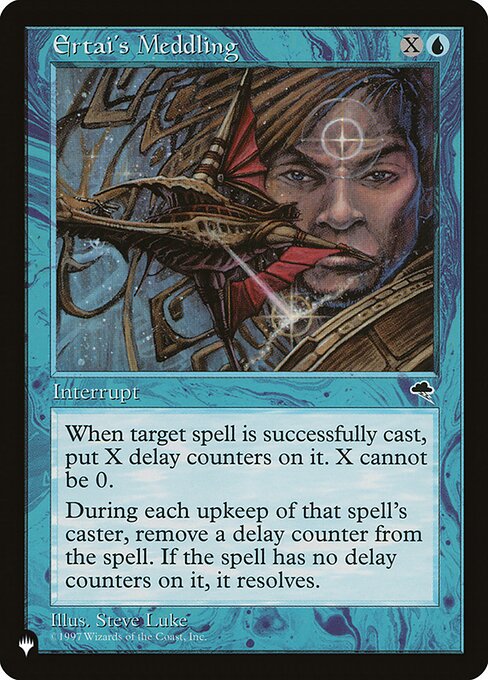 Ertai's Meddling
X
Interrupt
When target spell is successfully cast,
put X delay counters on it. X cannot
be 0.
During each upkeep of that spell's
caster, remove a delay counter from
the spell. If the spell has no delay
counters on it, it resolves.
Illus. Steve Luke
©1997 Wizards of the Coast, Inc.